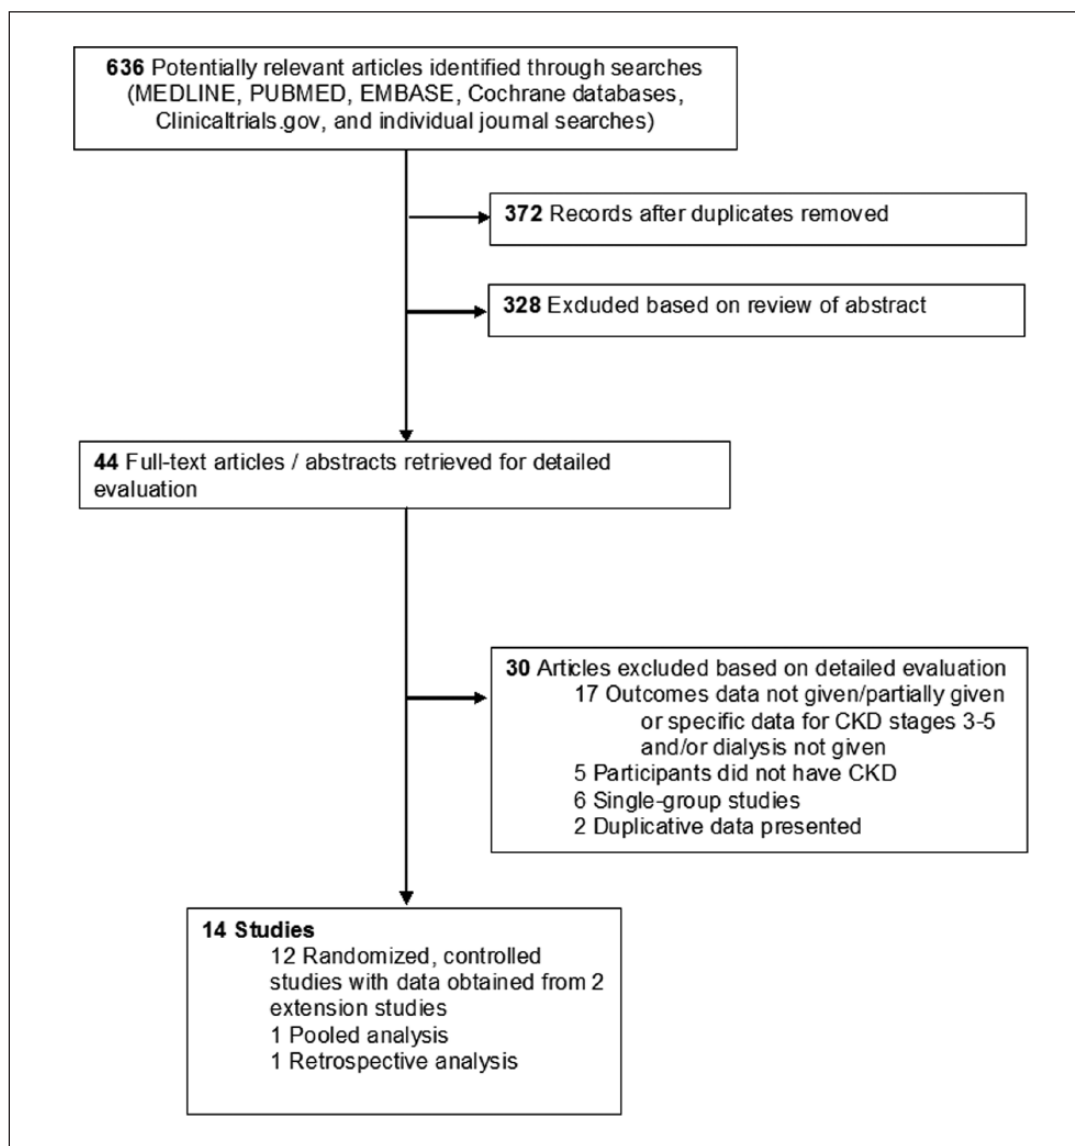 636 Potentially relevant articles identified through searches
(MEDLINE, PUBMED, EMBASE, Cochrane databases,
Clinicaltrials.gov, and individual journal searches)
372 Records after duplicates removed
328 Excluded based on review of abstract
44 Full-text articles / abstracts retrieved for detailed
evaluation
30 Articles excluded based on detailed evaluation
17 Outcomes data not given/partially given
or specific data for CKD stages 3-5
and/or dialysis not given
5 Participants did not have CKD
6 Single-group studies
2 Duplicative data presented
14 Studies
12 Randomized, controlled
studies with data obtained from 2
extension studies
1 Pooled analysis
1 Retrospective analysis